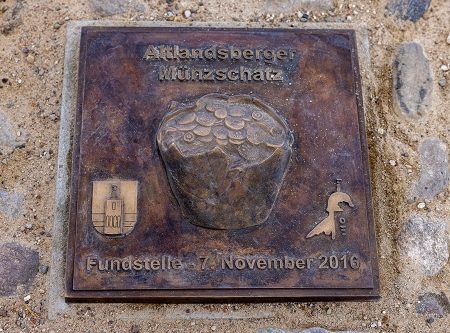 Altlandsberger
Münzschatz
Fundstelle - 7. November 2016